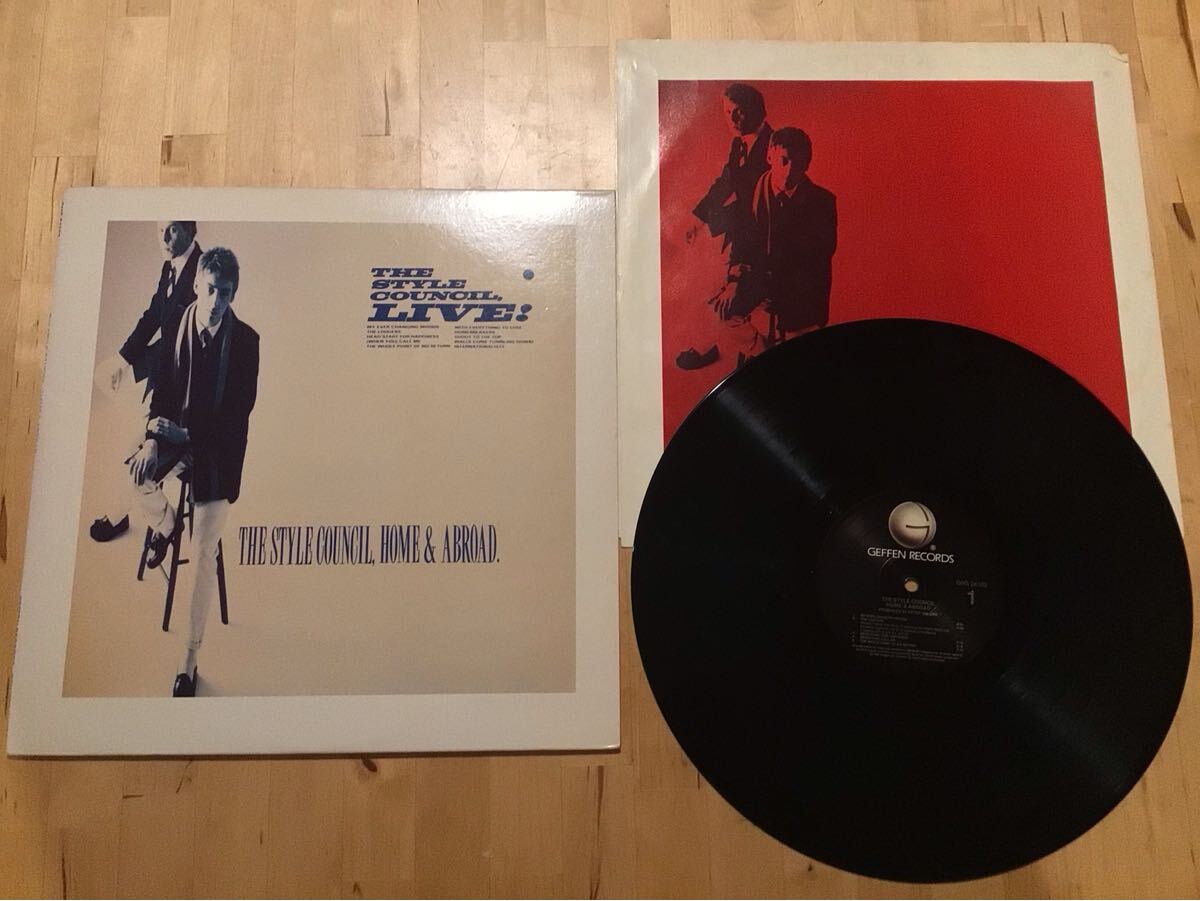 THE
STYLE
COUNCIL,
LIVE!
MY EVER CHANGING MOODS
THE LODGERS
HEAD START FOR HAPPINESS
(WHEN YOU) CALL ME
THE WHOLE POINT OF NO RETURN
WITH EVERYTHING TO LOSE
HOMEBREAKERS
SHOUT TO THE TOP
WALLS COME TUMBLING DOWN!
INTERNATIONALISTS
THE STYLE COUNCIL, HOME & ABROAD.
GEFFEN RECORDS
1
THE STYLE COUNCIL
HOME & ABROAD